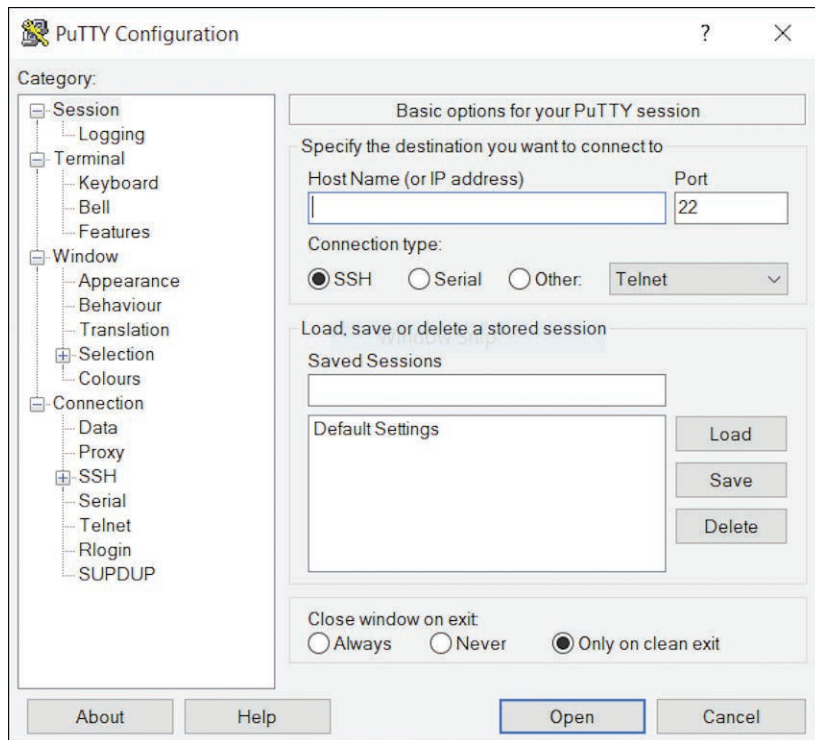 PuTTY Configuration
?
Category:
Session
Logging
Terminal
Keyboard
Bell
Features
Window
Appearance
Behaviour
Translation
Selection
Colours
Connection
Data
Proxy
SSH
Serial
Telnet
Rlogin
SUPDUP
Basic options for your PuTTY session
Specify the destination you want to connect to
Host Name (or IP address) Port
22
Connection type:
SSH Serial Other: Telnet
Load, save or delete a stored session
Saved Sessions
Default Settings
Load
Save
Delete
Close window on exit:
Always Never Only on clean exit
About Help Open Cancel